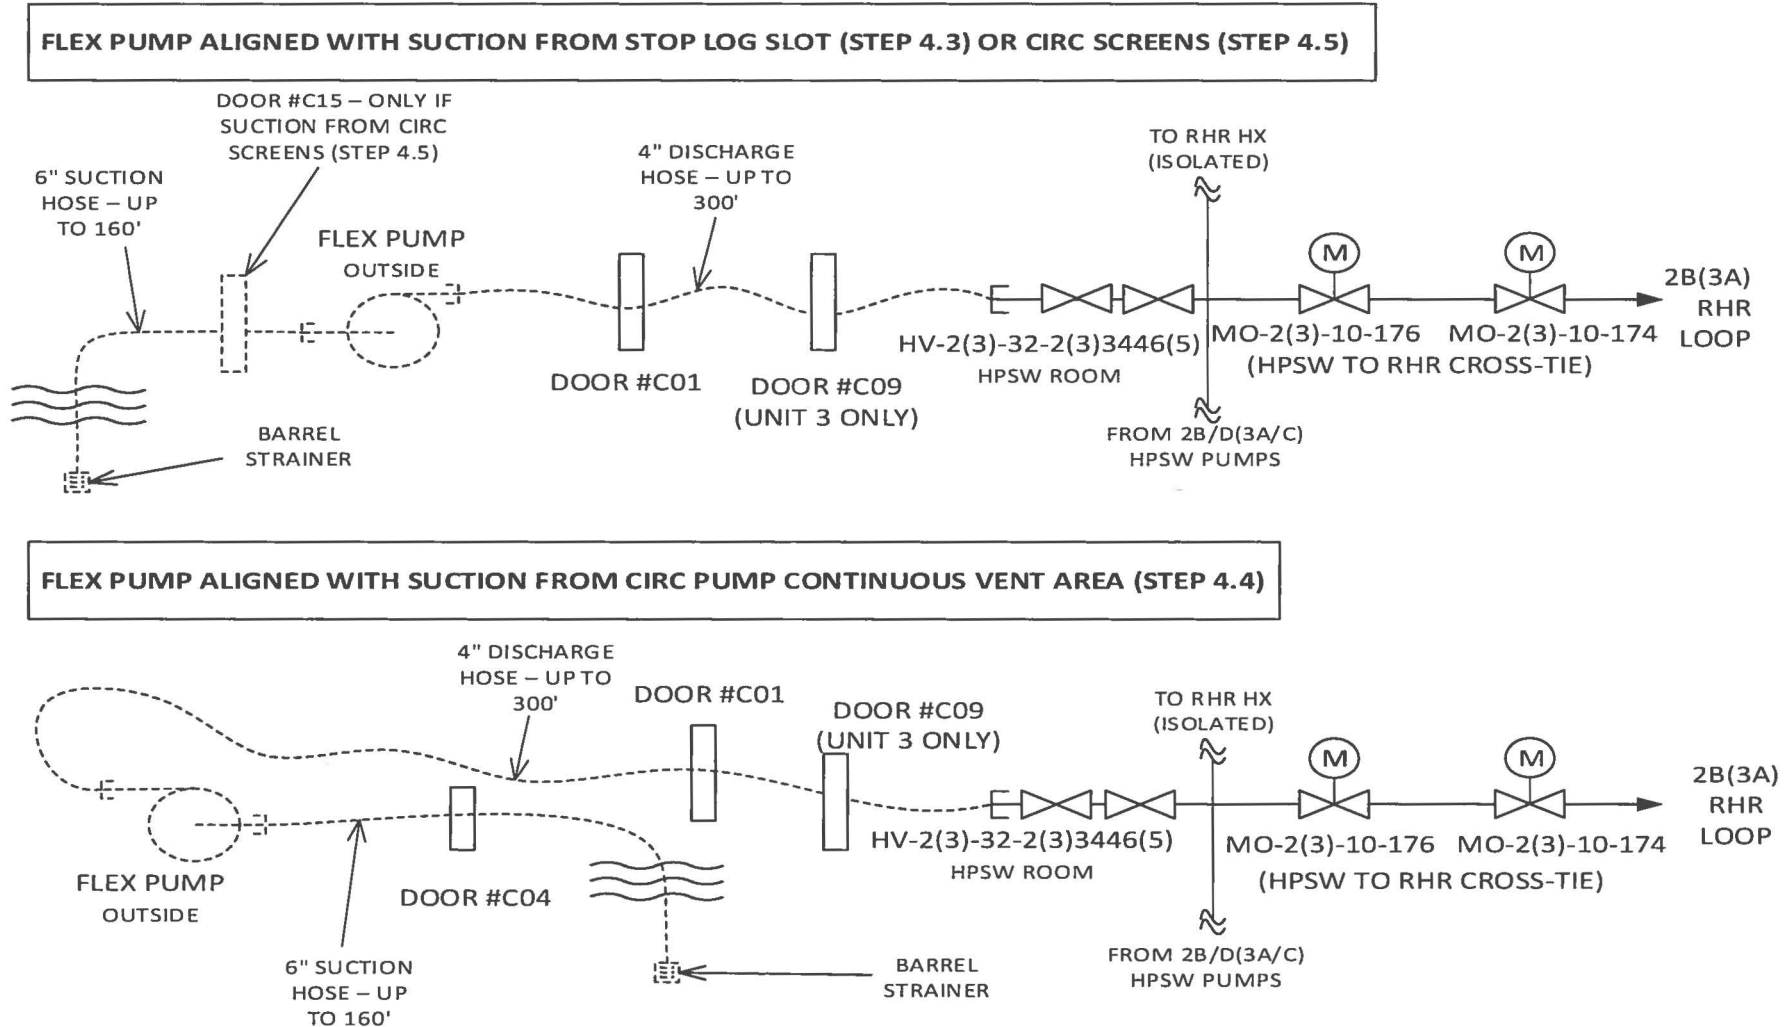 FLEX PUMP ALIGNED WITH SUCTION FROM STOP LOG SLOT (STEP 4.3) OR CIRC SCREENS (STEP 4.5)
DOOR #C15 – ONLY IF
SUCTION FROM CIRC
SCREENS (STEP 4.5)
6" SUCTION
HOSE – UP
TO 160'
FLEX PUMP
OUTSIDE
4" DISCHARGE
HOSE – UP TO
300'
TO RHR HX
(ISOLATED)
M
M
2B(3A)
RHR
LOOP
DOOR #C01
DOOR #C09
(UNIT 3 ONLY)
HV-2(3)-32-2(3)3446(5)
HPSW ROOM
MO-2(3)-10-176
MO-2(3)-10-174
(HPSW TO RHR CROSS-TIE)
BARREL
STRAINER
FROM 2B/D(3A/C)
HPSW PUMPS
FLEX PUMP ALIGNED WITH SUCTION FROM CIRC PUMP CONTINUOUS VENT AREA (STEP 4.4)
4" DISCHARGE
HOSE – UP TO
300'
DOOR #C01
DOOR #C09
(UNIT 3 ONLY)
TO RHR HX
(ISOLATED)
M
M
2B(3A)
RHR
LOOP
HV-2(3)-32-2(3)3446(5)
HPSW ROOM
MO-2(3)-10-176
MO-2(3)-10-174
(HPSW TO RHR CROSS-TIE)
FLEX PUMP
OUTSIDE
DOOR #C04
6" SUCTION
HOSE – UP
TO 160'
BARREL
STRAINER
FROM 2B/D(3A/C)
HPSW PUMPS